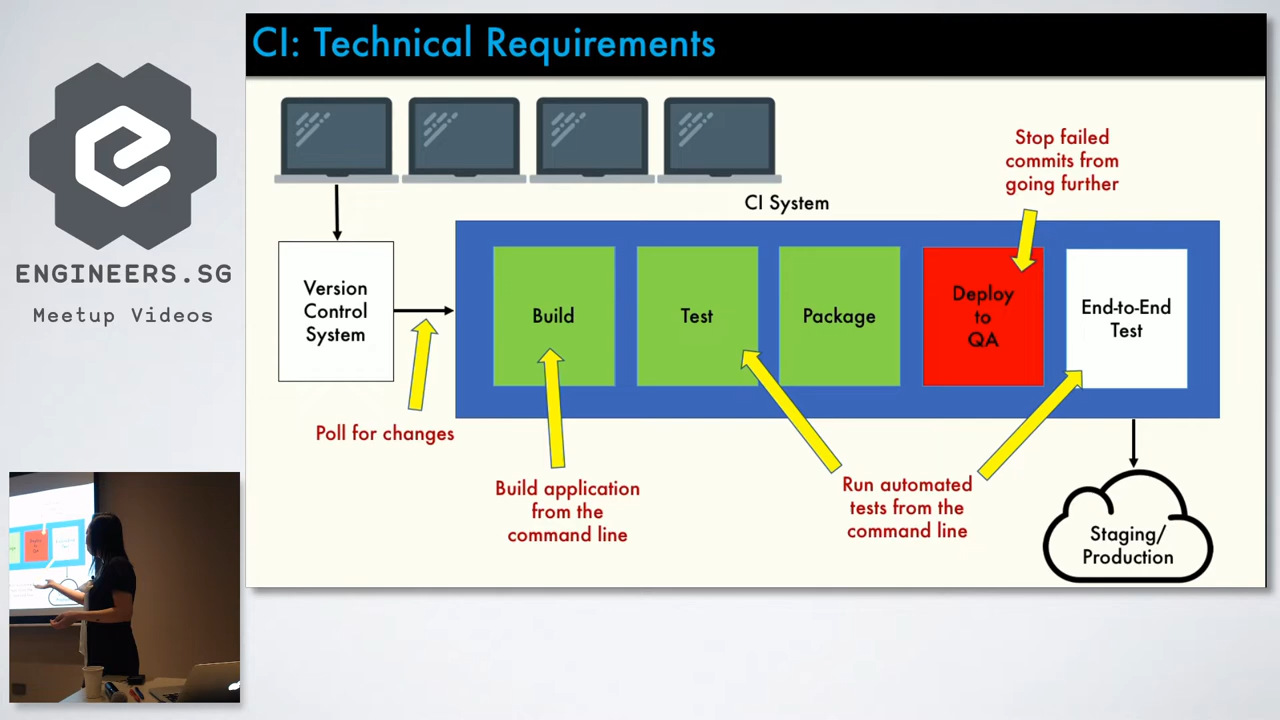 CI: Technical Requirements
Stop failed
commits from
going further
CI System
Version
Control
System
Build
Test
Package
Deploy
to
QA
End-to-End
Test
Poll for changes
Build application
from the
command line
Run automated
tests from the
command line
Staging/
Production
ENGINEERS.SG
Meetup Videos